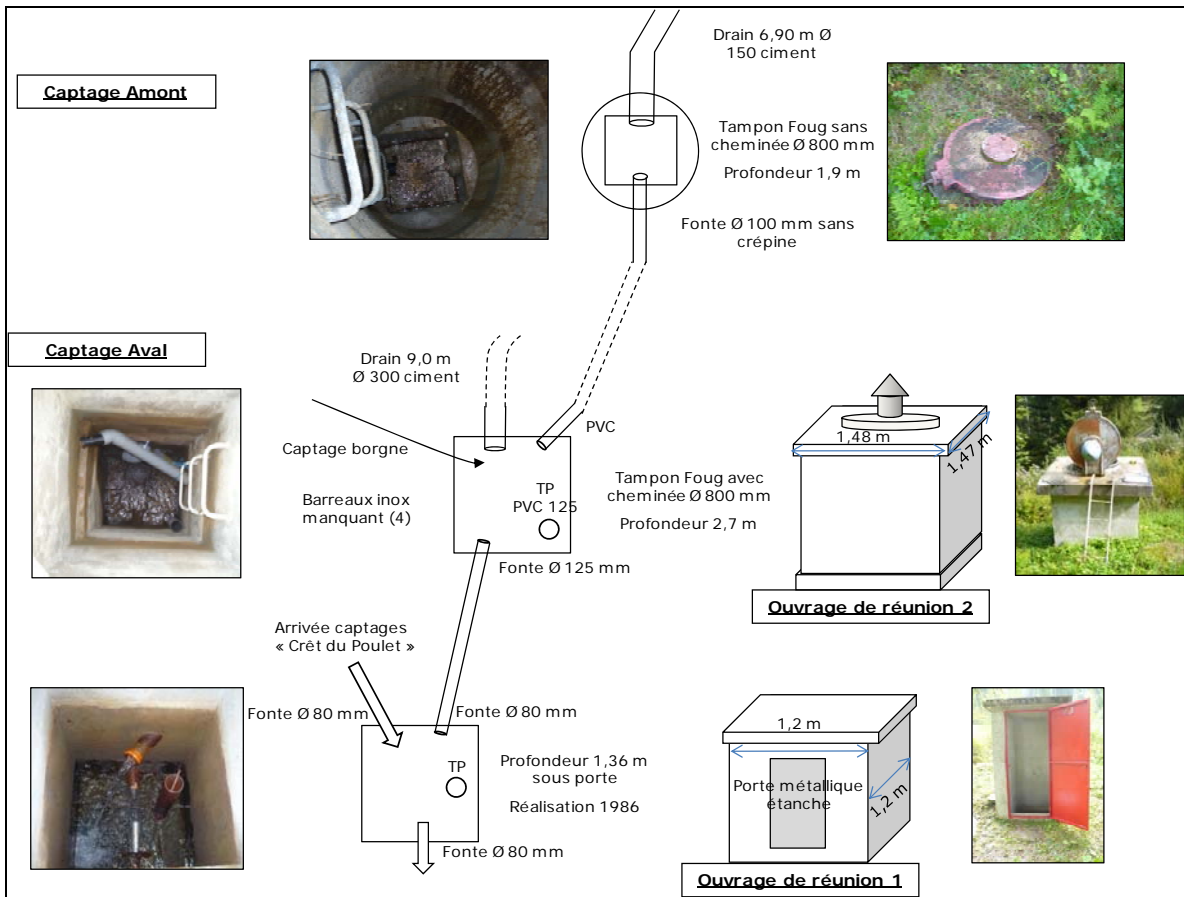 Drain 6,90 m Ø
150 ciment
Captage Amont
Tampon Foug sans
cheminée Ø 800 mm
Profondeur 1,9 m
Fonte Ø 100 mm sans
crépine
Captage Aval
Drain 9,0 m
Ø 300 ciment
PVC
Captage borgne
TP
PVC 125
Barreaux inox
manquant (4)
Fonte Ø 125 mm
Tampon Foug avec
cheminée Ø 800 mm
Profondeur 2,7 m
1,48 m
1,47 m
Ouvrage de réunion 2
Arrivée captages
« Crêt du Poulet »
Fonte Ø 80 mm
Fonte Ø 80 mm
TP
Profondeur 1,36 m
sous porte
Réalisation 1986
Fonte Ø 80 mm
1,2 m
Porte métallique
étanche
1,2 m
Ouvrage de réunion 1